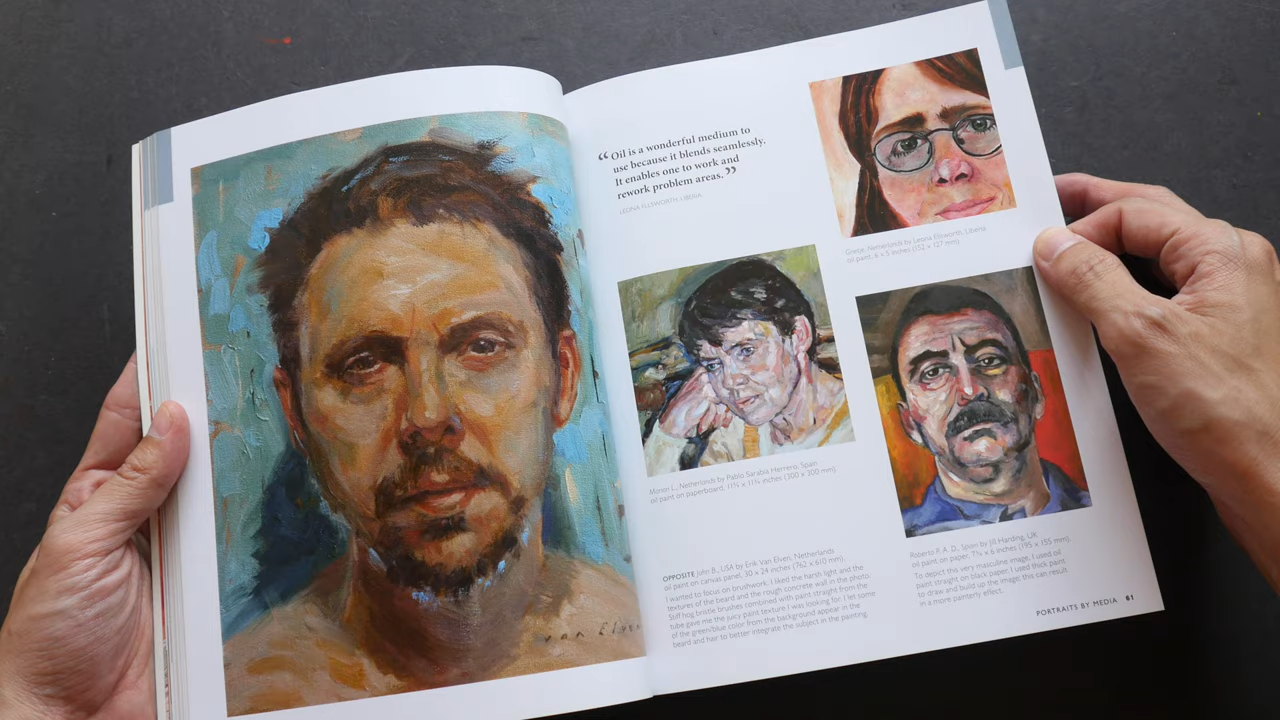 “Oil is a wonderful medium to
use because it blends seamlessly.
It enables one to work and
rework problem areas.”
LEONA ELLSWORTH, LIBERIA
Grietje, Netherlands by Leona Ellsworth, Liberia
oil paint, 6 x 5 inches (152 x 127 mm).
L., Netherlands by Pablo Sarabia Herrero, Spain
oil paint on paperboard, 11¾ x 11¾ inches (300 x 300 mm).
OPPOSITE John B., USA by Erik Van Elven, Netherlands
oil paint on canvas panel, 30 x 24 inches (762 x 610 mm).
I wanted to focus on brushwork. I liked the harsh light and the
textures of the beard and the rough concrete wall in the photo.
Stiff hog bristle brushes combined with paint straight from the
tube gave me the juicy paint texture I was looking for. I let some
of the green/blue color from the background appear in the
beard and hair to better integrate the subject in the painting.
Roberto P. A. D., Spain by Jill Harding, UK
oil paint on paper, 7¾ x 6 inches (195 x 155 mm).
To depict this very masculine image, I used oil
paint straight on black paper. I used thick paint
to draw and build up the image; this can result
in a more painterly effect.
PORTRAITS BY MEDIA 61
van Elven